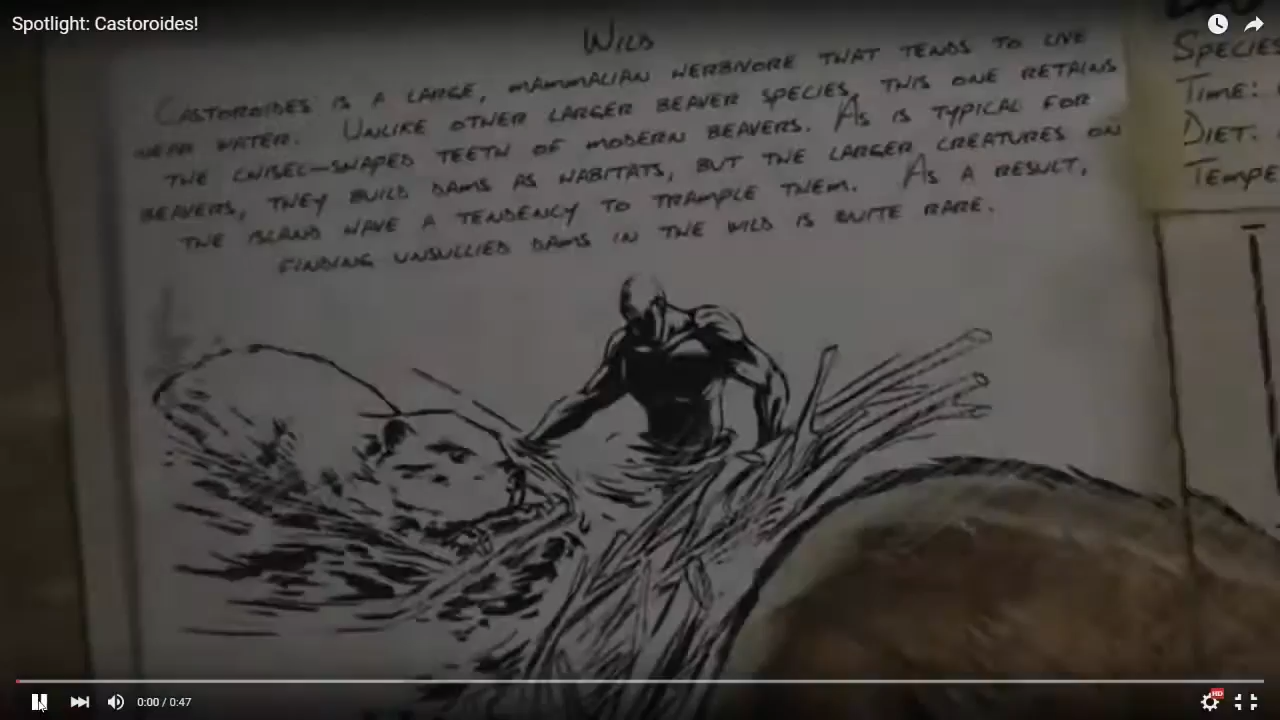 Spotlight: Castoroides!
WILD
CASTOROIDES IS A LARGE, MAMMALIAN HERBIVORE THAT TENDS TO LIVE
NEAR WATER. UNLIKE OTHER LARGER BEAVER SPECIES, THIS ONE RETAINS
THE CHISEL-SHAPED TEETH OF MODERN BEAVERS. AS IS TYPICAL FOR
BEAVERS, THEY BUILD DAMS AS HABITATS, BUT THE LARGER CREATURES ON
THE ISLAND HAVE A TENDENCY TO TRAMPLE THEM. AS A RESULT,
FINDING UNSULLIED DAMS IN THE WILD IS QUITE RARE.
SPECIES
TIME:
DIET:
TEMPE
0:00 / 0:47
HD